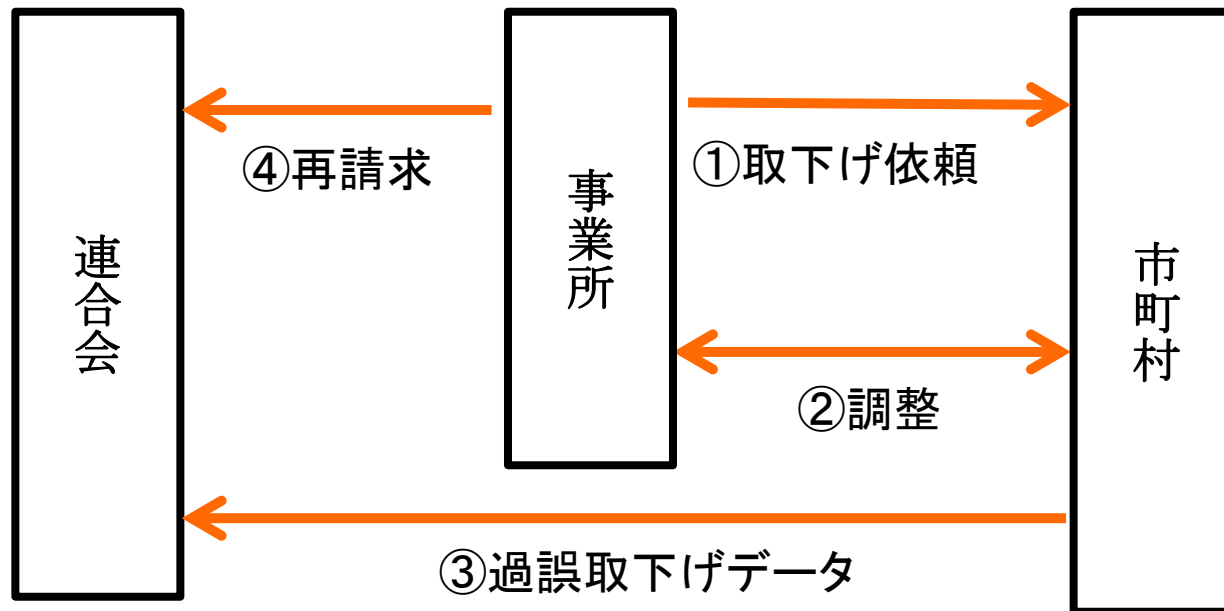 連合会
事業所
市町村
①取下げ依頼
②調整
③過誤取下げデータ
④再請求